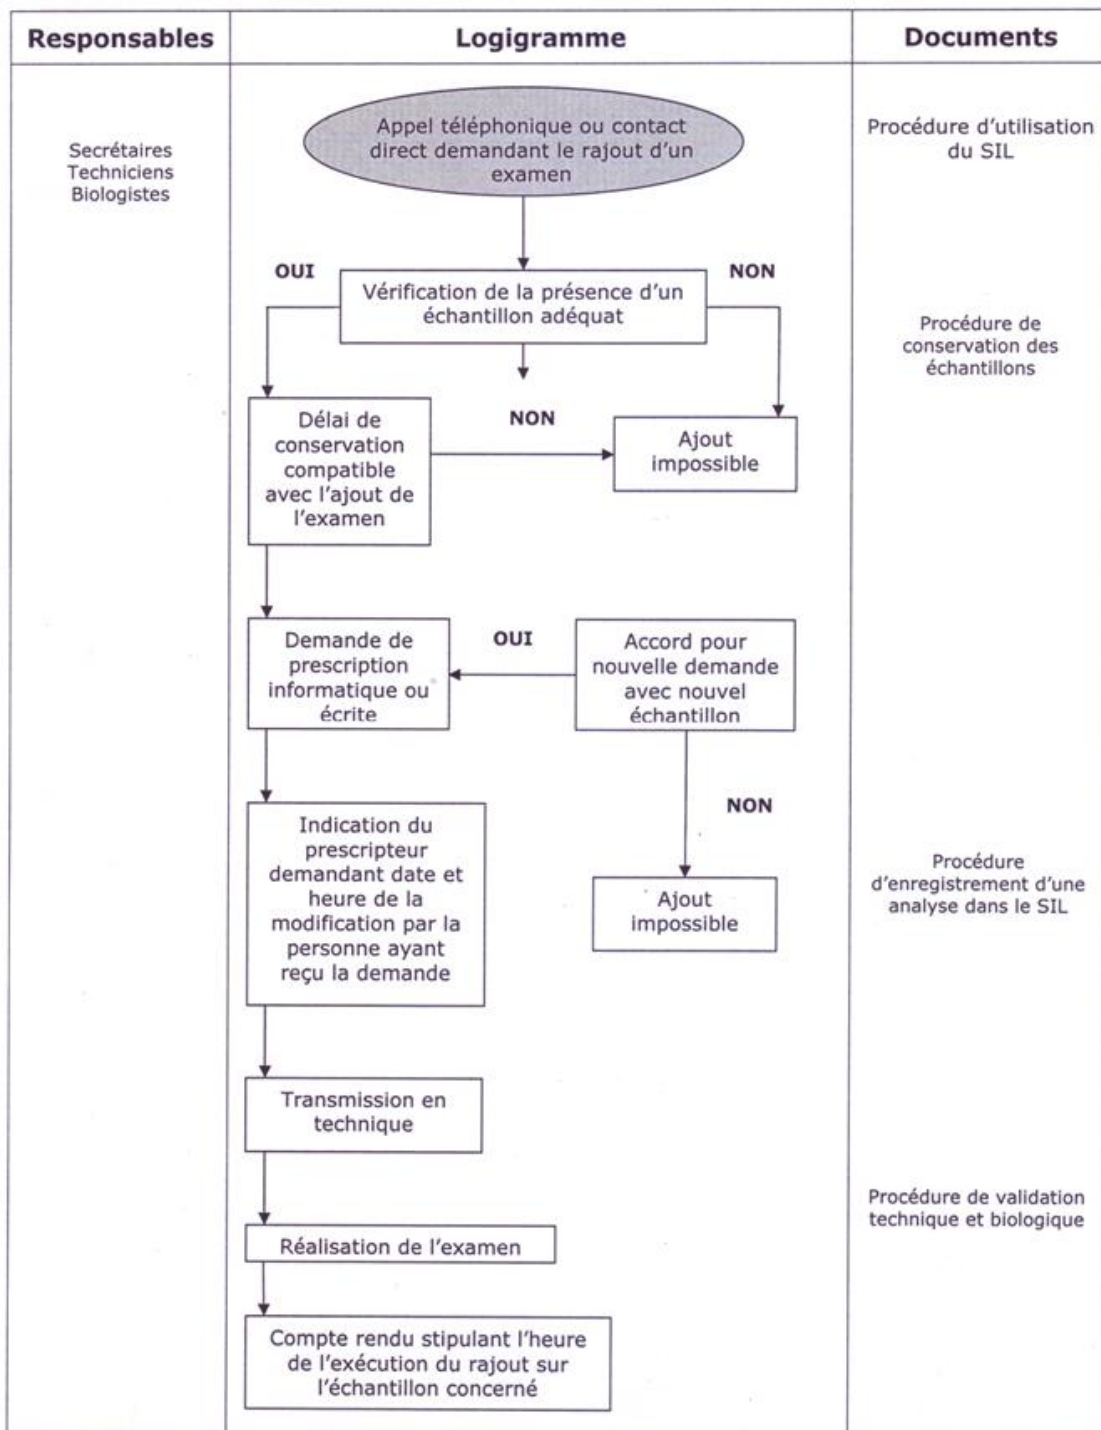 Responsables
Logigramme
Documents
Secrétaires
Techniciens
Biologistes
Appel téléphonique ou contact
direct demandant le rajout d'un
examen
Procédure d'utilisation
du SIL
OUI
NON
Vérification de la présence d'un
échantillon adéquat
Procédure de
conservation des
échantillons
Délai de
conservation
compatible
avec l'ajout de
l'examen
NON
Ajout
impossible
Demande de
prescription
informatique ou
écrite
OUI
Accord pour
nouvelle demande
avec nouvel
échantillon
NON
Indication du
prescripteur
demandant date et
heure de la
modification par la
personne ayant
reçu la demande
Ajout
impossible
Procédure
d'enregistrement d'une
analyse dans le SIL
Transmission en
technique
Procédure de validation
technique et biologique
Réalisation de l'examen
Compte rendu stipulant l'heure
de l'exécution du rajout sur
l'échantillon concerné